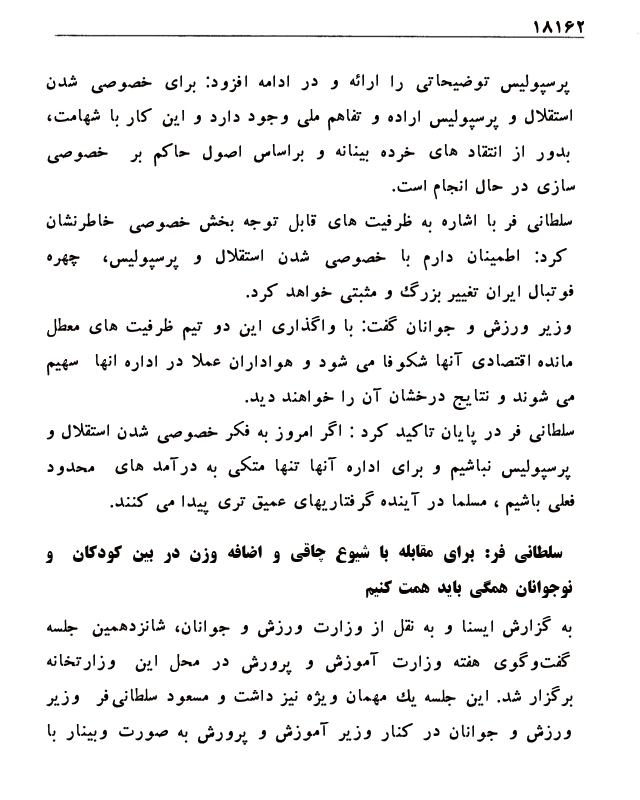 ۱۸۱۶۲
پرسپولیس توضیحاتی را ارائه و در ادامه افزود: برای خصوصی شدن
استقلال و پرسپولیس اراده و تفاهم ملی وجود دارد و این کار با شهامت،
بدور از انتقاد های خرده بینانه و براساس اصول حاکم بر خصوصی
سازی در حال انجام است.
سلطانی فر با اشاره به ظرفیت های قابل توجه بخش خصوصی خاطرنشان
کرد: اطمینان دارم با خصوصی شدن استقلال و پرسپولیس، چهره
فوتبال ایران تغییر بزرگ و مثبتی خواهد کرد.
وزیر ورزش و جوانان گفت: با واگذاری این دو تیم ظرفیت های معطل
مانده اقتصادی آنها شکوفا می شود و هواداران عملا در اداره انها سهیم
می شوند و نتایج درخشان آن را خواهند دید.
سلطانی فر در پایان تاکید کرد : اگر امروز به فکر خصوصی شدن استقلال و
پرسپولیس نباشیم و برای اداره آنها تنها متکی به درآمد های محدود
فعلی باشیم ، مسلما در آینده گرفتاریهای عمیق تری پیدا می کنند.
سلطانی فر: برای مقابله با شیوع چاقی و اضافه وزن در بین کودکان و
نوجوانان همگی باید همت کنیم
به گزارش ایسنا و به نقل از وزارت ورزش و جوانان، شانزدهمین جلسه
گفت‌وگوی هفته وزارت آموزش و پرورش در محل این وزارتخانه
برگزار شد. این جلسه یك مهمان ویژه نیز داشت و مسعود سلطانی‌فر وزیر
ورزش و جوانان در کنار وزیر آموزش و پرورش به صورت وبینار با